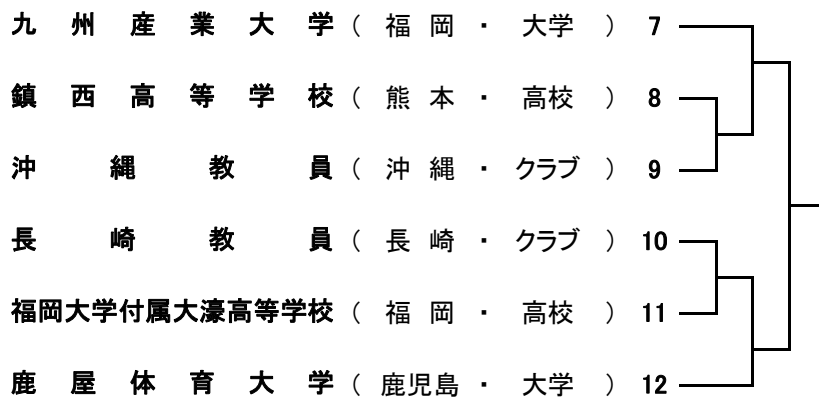 九州産業大学（福岡・大学）7
鎮西高等学校（熊本・高校）8
沖縄教員（沖縄・クラブ）9
長崎教員（長崎・クラブ）10
福岡大学付属大濠高等学校（福岡・高校）11
鹿屋体育大学（鹿児島・大学）12